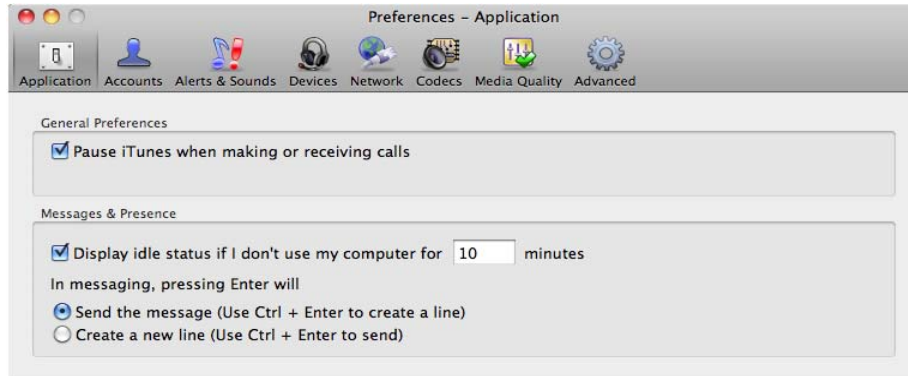 Preferences – Application
Application Accounts Alerts & Sounds Devices Network Codecs Media Quality Advanced
General Preferences
Pause iTunes when making or receiving calls
Messages & Presence
Display idle status if I don't use my computer for 10 minutes
In messaging, pressing Enter will
Send the message (Use Ctrl + Enter to create a line)
Create a new line (Use Ctrl + Enter to send)